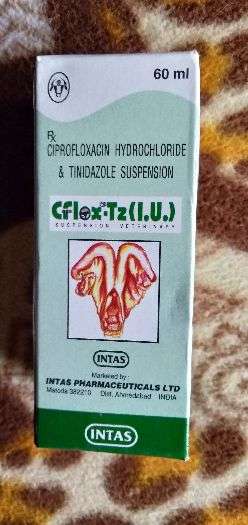 60 ml
Rx
CIPROFLOXACIN HYDROCHLORIDE
& TINIDAZOLE SUSPENSION
Ciflox-Tz (I.U.)
SUSPENSION VETERINARY
INTAS
Marketed by:
INTAS PHARMACEUTICALS LTD
Matoda 382210 Dist. Ahmedabad INDIA
INTAS